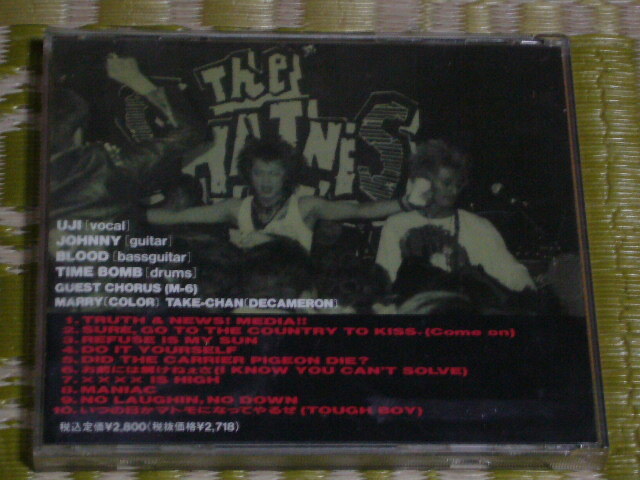 The
UJI [vocal]
JOHNNY [guitar]
BLOOD [bassguitar]
TIME BOMB [drums]
GUEST CHORUS (M-6)
MARRY(COLOR) TAKE-CHAN(DECAMERON)
1. TRUTH & NEWS! MEDIA!!
2. SURE, GO TO THE COUNTRY TO KISS. (Come on)
3. REFUSE IS MY SUN
4. DO IT YOURSELF
5. DID THE CARRIER PIGEON DIE?
6. お前には解けねぇさ(I KNOW YOU CAN'T SOLVE)
7. ×××× IS HIGH
8. MANIAC
9. NO LAUGHIN, NO DOWN
10. いつの日かマトモになってやるぜ (TOUGH BOY)
税込定価¥2,800(税抜価格¥2,718)